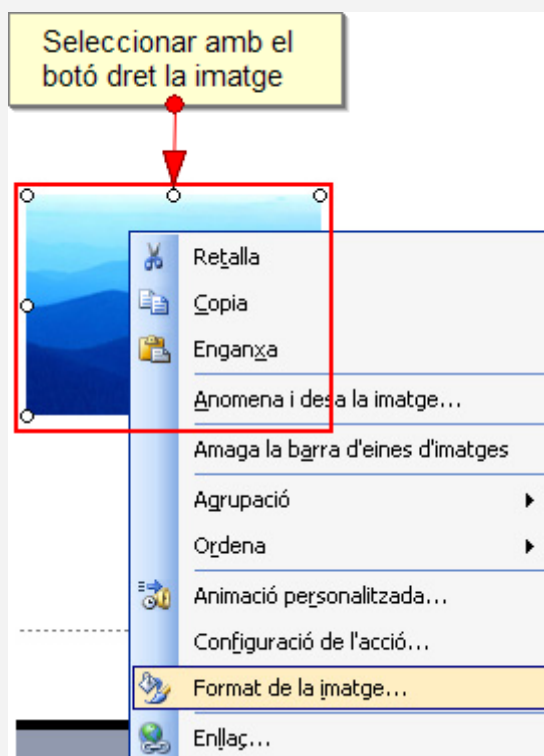 Seleccionar amb el
botó dret la imatge
Retalla
Copia
Enganxa
Anomena i desa la imatge...
Amaga la barra d'eines d'imatges
Agrupació
Ordena
Animació personalitzada...
Configuració de l'acció...
Format de la imatge...
Enllaç...